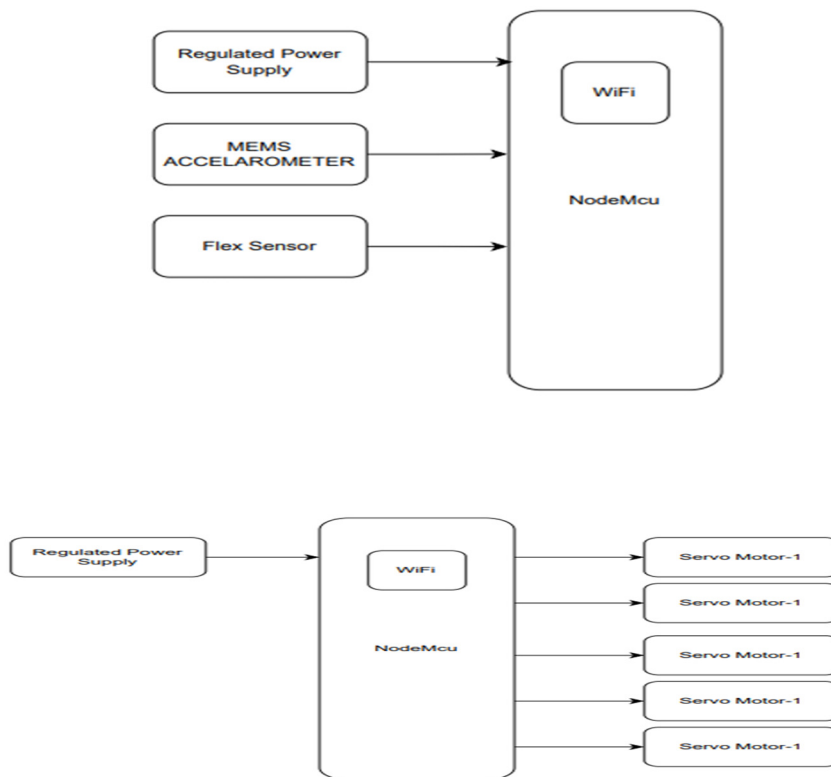 Regulated Power
Supply
WiFi
MEMS
ACCELAROMETER
NodeMcu
Flex Sensor
Regulated Power
Supply
WiFi
NodeMcu
Servo Motor-1
Servo Motor-1
Servo Motor-1
Servo Motor-1
Servo Motor-1